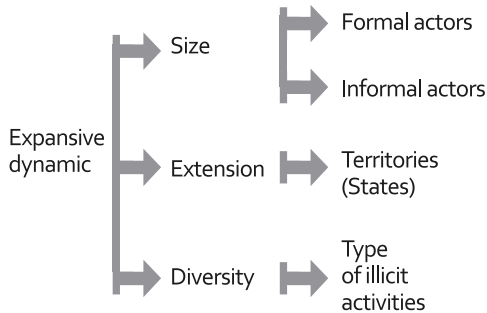 Formal actors
Size
Informal actors
Expansive
dynamic
Extension
Territories
(States)
Diversity
Type
of illicit
activities